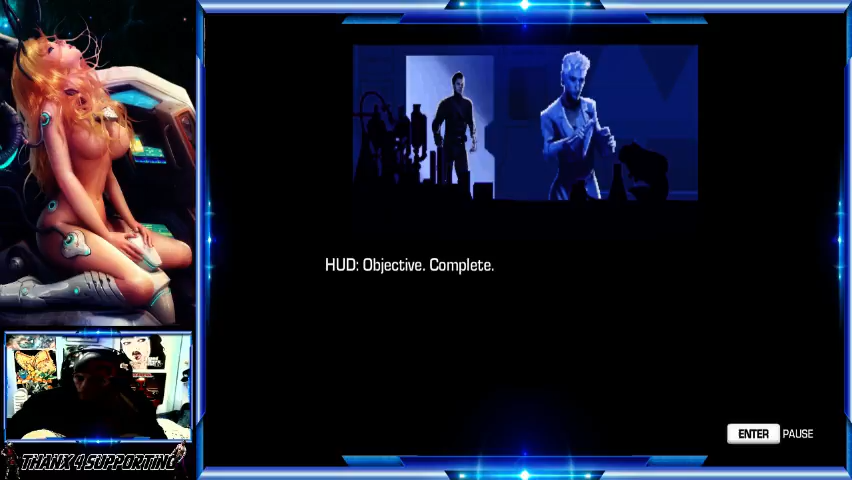 HUD: Objective. Complete.
ENTER PAUSE
THANX 4 SUPPORTING